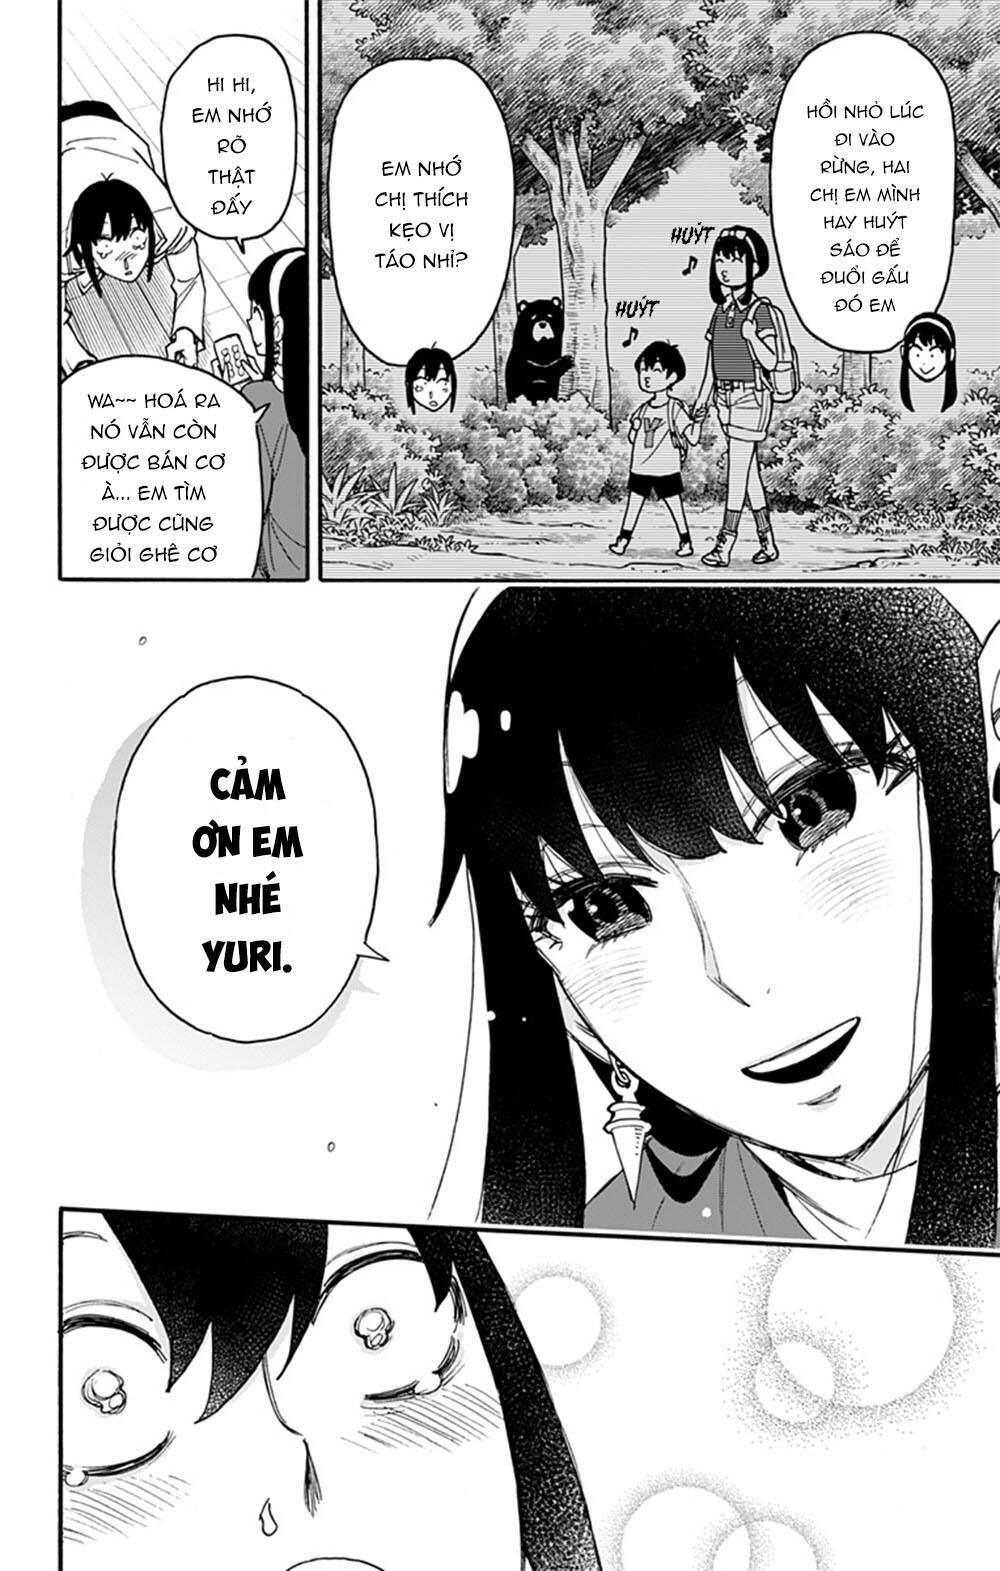 HỒI NHỎ LÚC
ĐI VÀO
RỪNG, HAI
CHỊ EM MÌNH
HAY HUÝT
SÁO ĐỂ
ĐUỔI GẤU
ĐÓ EM
HUÝT
HUÝT
EM NHỚ
CHỊ THÍCH
KẸO VỊ
TÁO NHỈ?
HI HI,
EM NHỚ
RÕ
THẬT
ĐẤY
WA~~ HOÁ RA
NÓ VẪN CÒN
ĐƯỢC BÁN CƠ
À... EM TÌM
ĐƯỢC CŨNG
GIỎI GHÊ CƠ
Y
CẢM
ƠN EM
NHÉ
YURI.